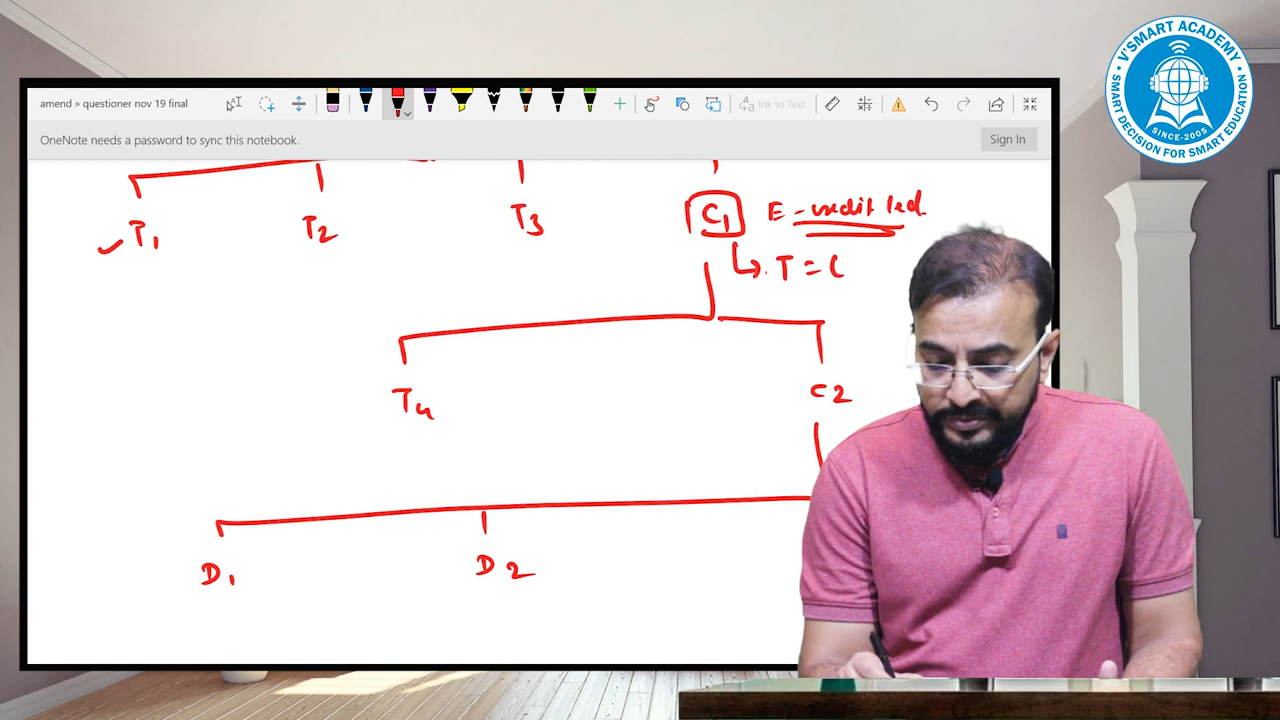 amend » questioner nov 19 final
Ink to Text
OneNote needs a password to sync this notebook.
Sign In
V'SMART ACADEMY
SINCE-2005
SMART DECISION FOR SMART EDUCATION
T1
T2
T3
C1 E-credit led
T = C
T4
C2
D1
D2